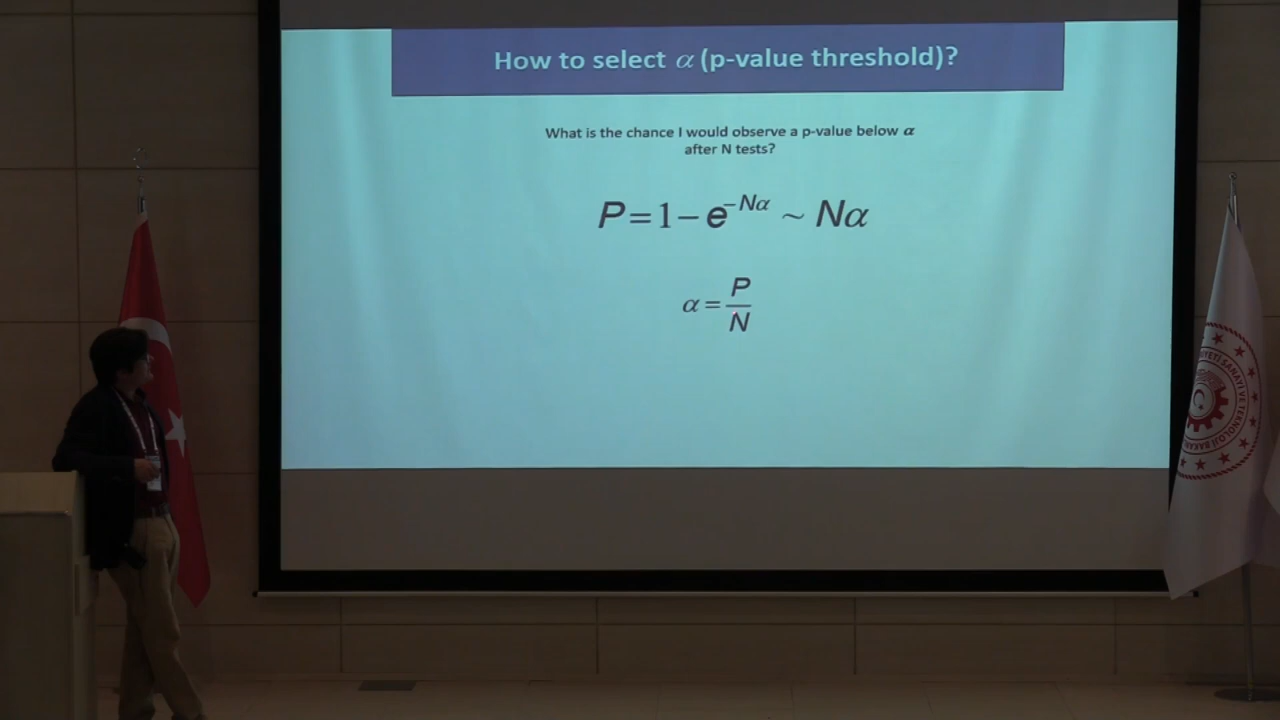 How to select α (p-value threshold)?
What is the chance I would observe a p-value below α
after N tests?
P=1−e^{−Nα} ~ Nα
α = P/N